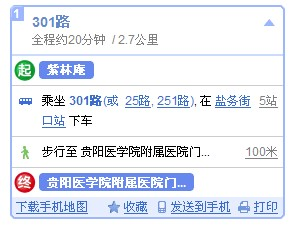 1
301路
全程约20分钟 / 2.7公里
起 紫林庵
乘坐 301路(或 25路, 251路), 在 盐务街 5站
口站 下车
步行至 贵阳医学院附属医院门... 100米
终 贵阳医学院附属医院门...
下载手机地图 收藏 发送到手机 打印